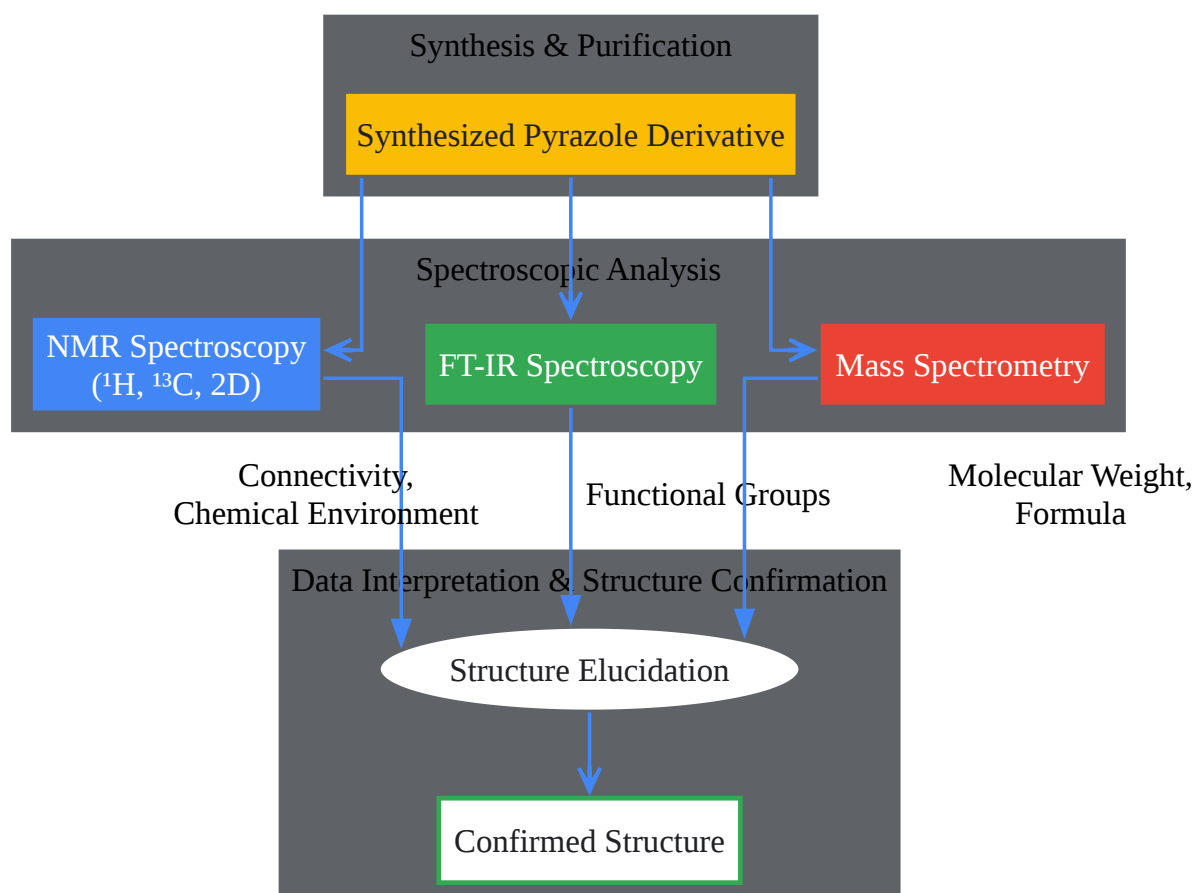 Synthesis & Purification
Synthesized Pyrazole Derivative
Spectroscopic Analysis
NMR Spectroscopy
(¹H, ¹³C, 2D)
FT-IR Spectroscopy
Mass Spectrometry
Connectivity,
Chemical Environment
Functional Groups
Molecular Weight,
Formula
Data Interpretation & Structure Confirmation
Structure Elucidation
Confirmed Structure